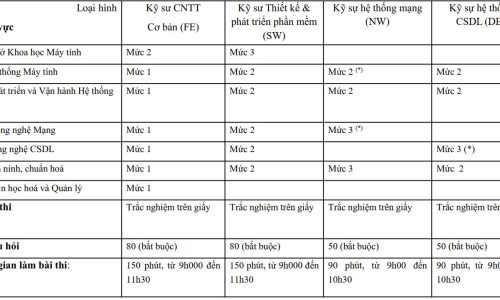 Loại hình
Kỹ sư CNTT
Cơ bản (FE)
Kỹ sư Thiết kế &
phát triển phần mềm
(SW)
Kỹ sư hệ thống mạng
(NW)
Kỹ sư hệ th
CSDL (DE
vực
ở Khoa học Máy tính
Mức 2
Mức 3
thống Máy tính
Mức 1
Mức 2
Mức 2 (*)
Mức 2
át triển và Vận hành Hệ thống
Mức 1
Mức 2
Mức 2
Mức 2
ng nghệ Mạng
Mức 1
Mức 2
Mức 3 (*)
ng nghệ CSDL
Mức 1
Mức 2
Mức 3 (*)
ninh, chuẩn hoá
Mức 1
Mức 2
Mức 3
Mức 2
n học hoá và Quản lý
Mức 1
thi
Trắc nghiệm trên giấy
Trắc nghiệm trên giấy
Trắc nghiệm trên giấy
Trắc nghiệm trên g
u hỏi
80 (bắt buộc)
80 (bắt buộc)
50 (bắt buộc)
50 (bắt buộc)
gian làm bài thi:
150 phút, từ 9h000 đến
11h30
150 phút, từ 9h000 đến
11h30
90 phút, từ 9h00 đến
10h30
90 phút, từ 9h0
10h30